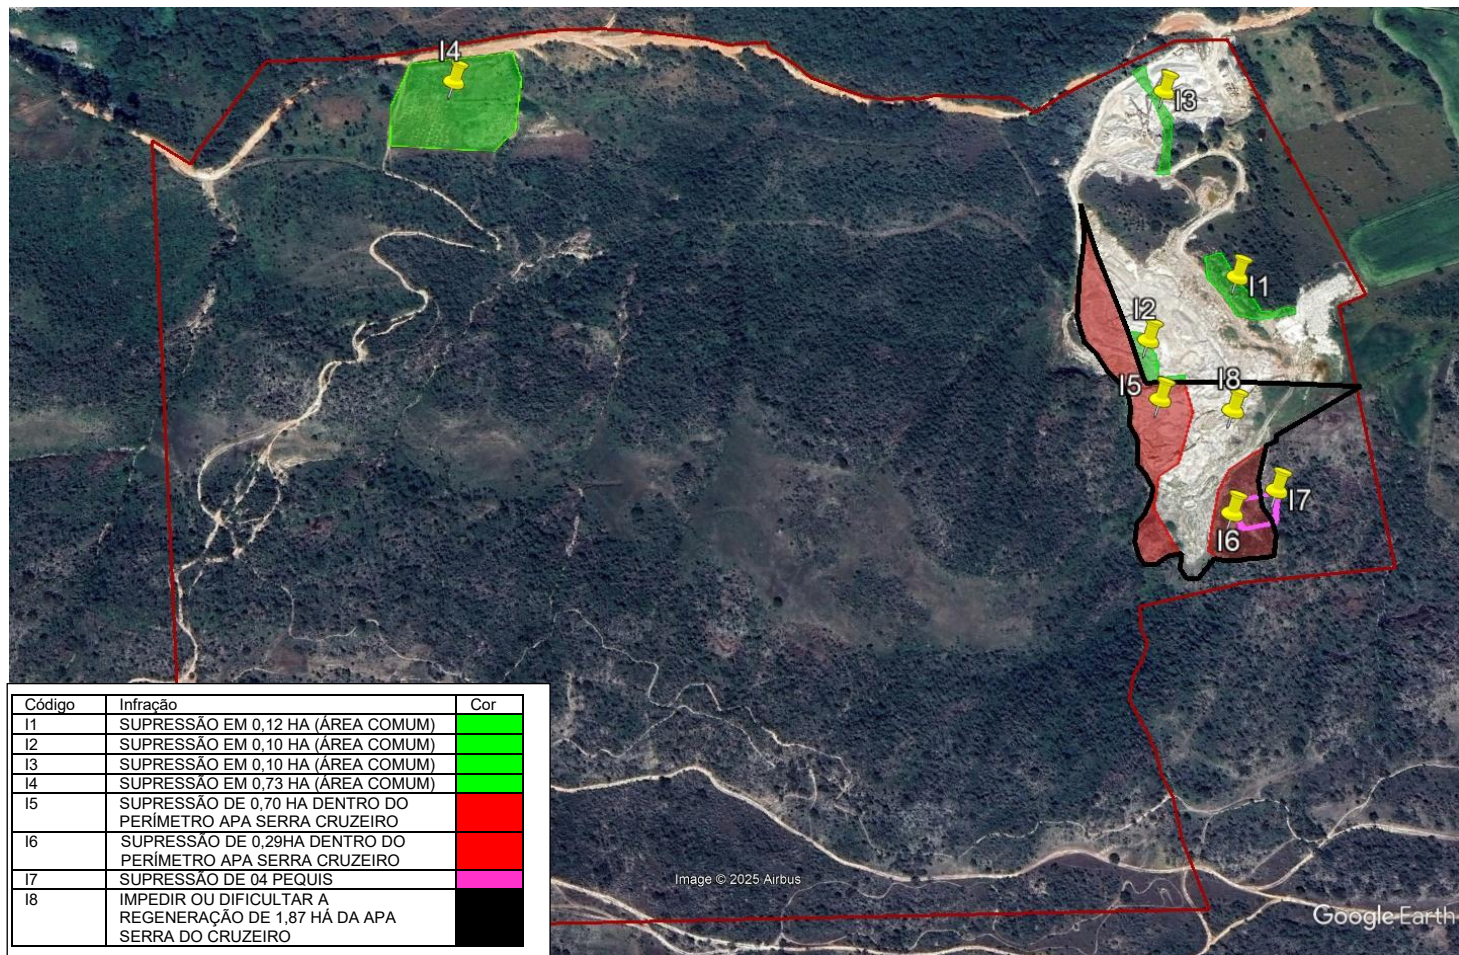 I4
I3
I1
I2
I5
I8
I7
I6
Código Infração Cor
I1 SUPRESSÃO EM 0,12 HA (ÁREA COMUM)
I2 SUPRESSÃO EM 0,10 HA (ÁREA COMUM)
I3 SUPRESSÃO EM 0,10 HA (ÁREA COMUM)
I4 SUPRESSÃO EM 0,73 HA (ÁREA COMUM)
I5 SUPRESSÃO DE 0,70 HA DENTRO DO
PERÍMETRO APA SERRA CRUZEIRO
I6 SUPRESSÃO DE 0,29HA DENTRO DO
PERÍMETRO APA SERRA CRUZEIRO
I7 SUPRESSÃO DE 04 PEQUIS
I8 IMPEDIR OU DIFICULTAR A
REGENERAÇÃO DE 1,87 HÁ DA APA
SERRA DO CRUZEIRO
Image © 2025 Airbus
Google Earth